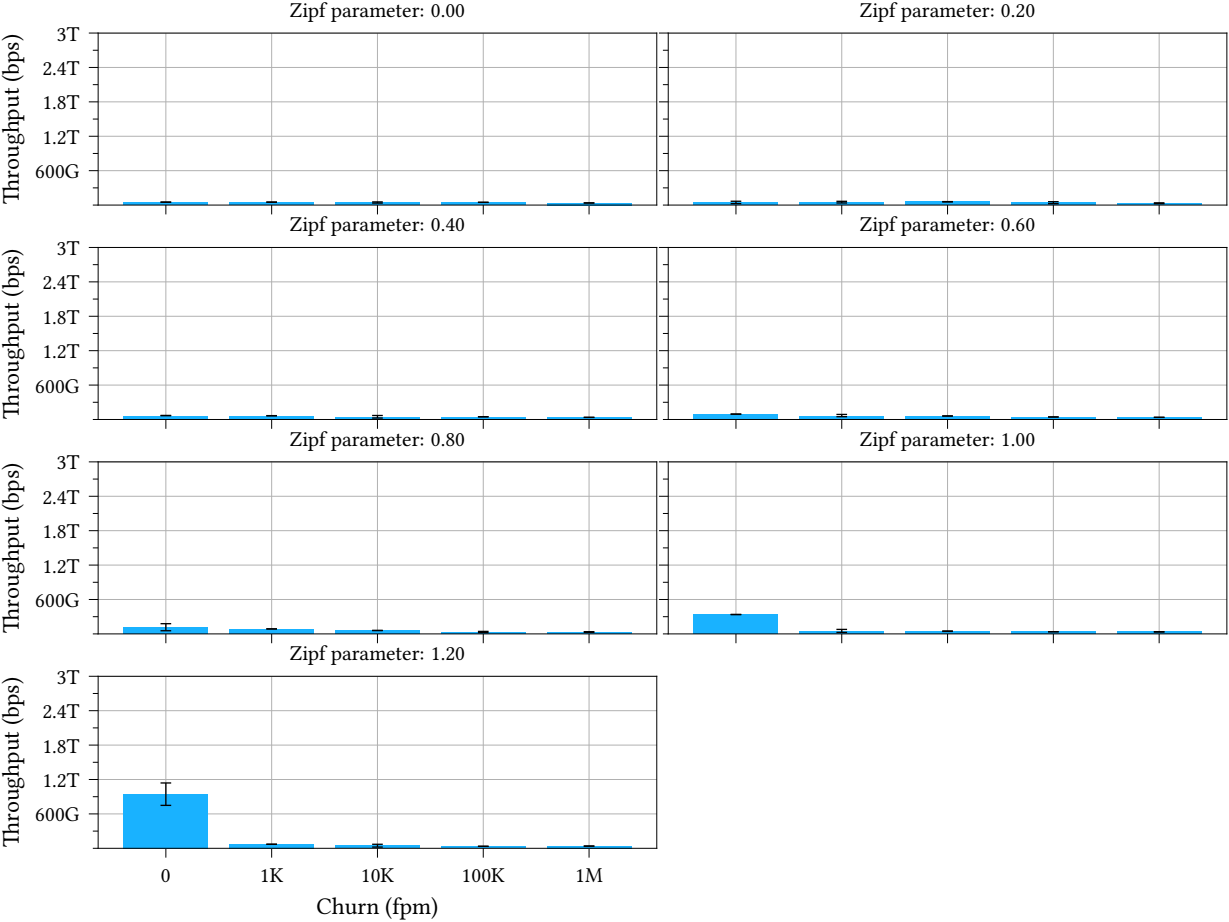 Zipf parameter: 0.00
Zipf parameter: 0.20
Throughput (bps)
3T
2.4T
1.8T
1.2T
600G
Zipf parameter: 0.40
Zipf parameter: 0.60
Throughput (bps)
3T
2.4T
1.8T
1.2T
600G
Zipf parameter: 0.80
Zipf parameter: 1.00
Throughput (bps)
3T
2.4T
1.8T
1.2T
600G
Zipf parameter: 1.20
Throughput (bps)
3T
2.4T
1.8T
1.2T
600G
0 1K 10K 100K 1M
Churn (fpm)